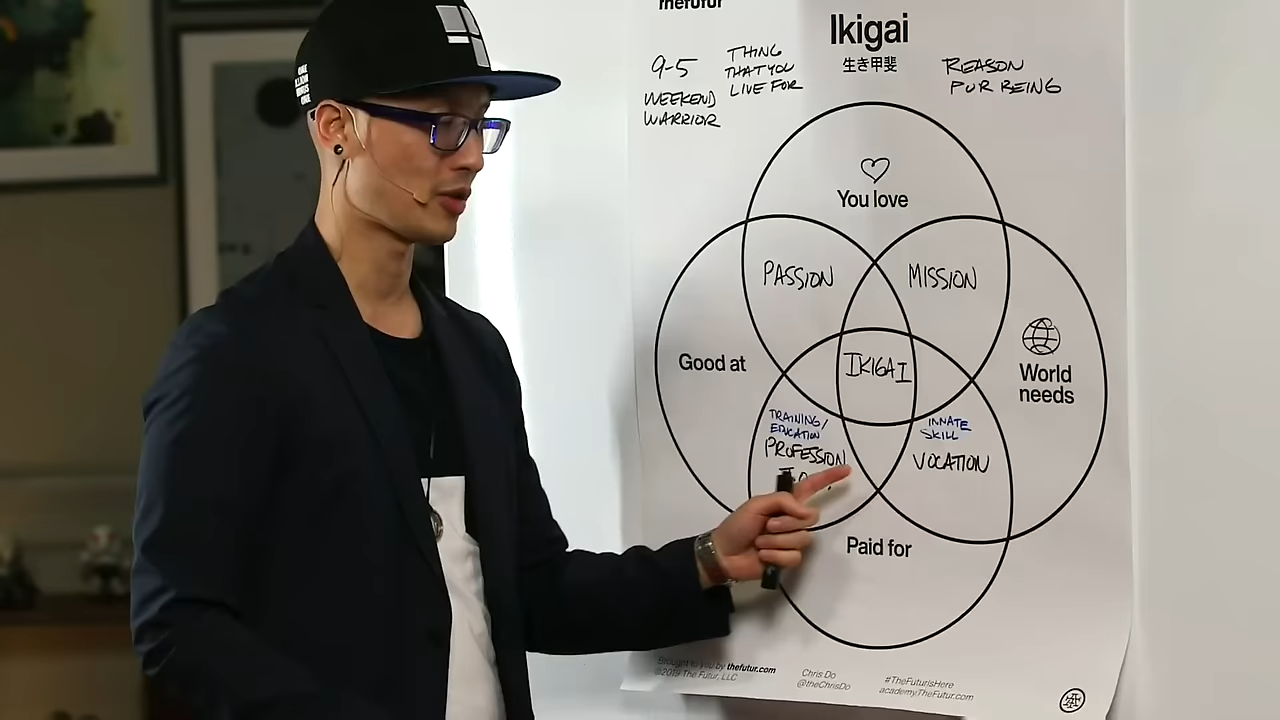 thefutur
Ikigai
生き甲斐
9-5
WEEKEND
WARRIOR
THING
THAT YOU
LIVE FOR
REASON
PUR BEING
You love
PASSION
MISSION
Good at
IKIGAI
World
needs
TRAINING/
EDUCATION
PROFESSION
INNATE
SKILL
VOCATION
Paid for
Brought to you by thefutur.com
©2019 The Futur, LLC
Chris Do
@theChrisDo
#TheFuturIsHere
academy.TheFutur.com